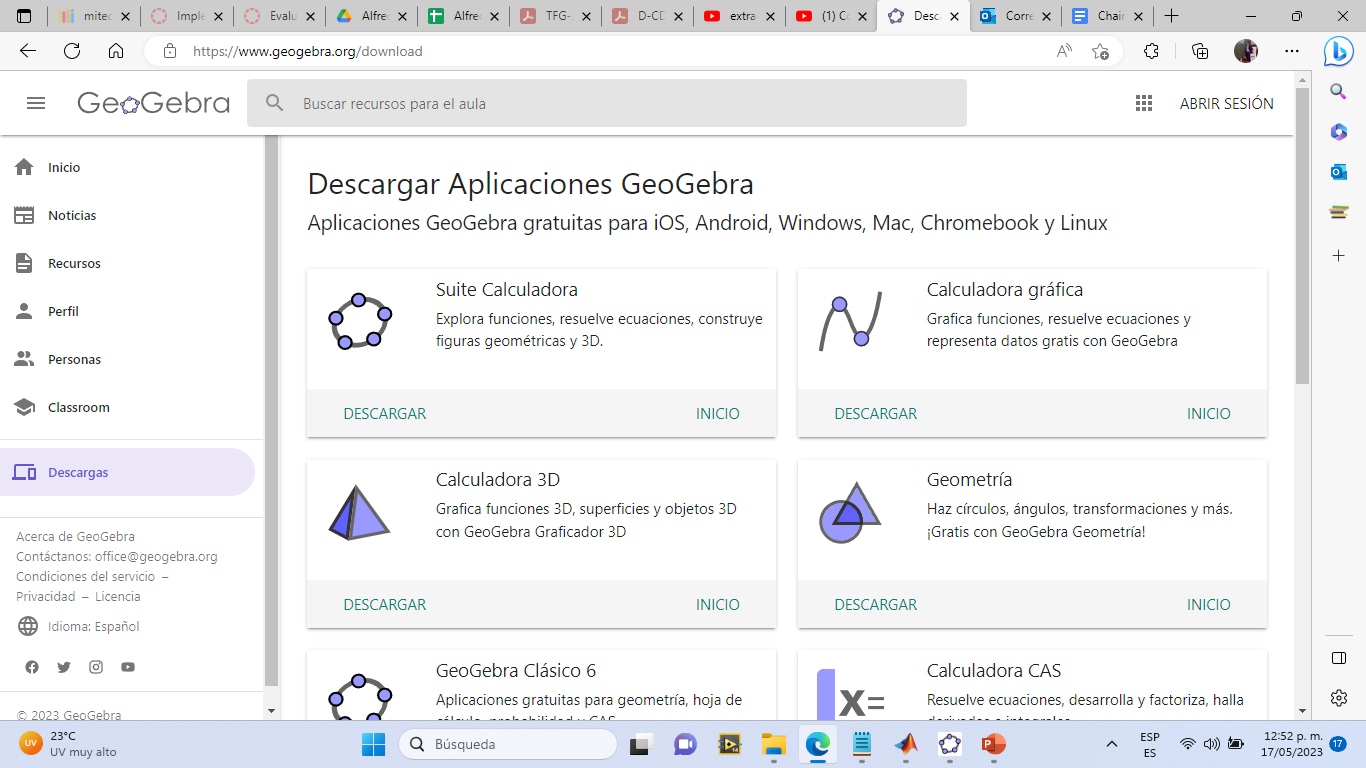 mitec
Imple
Evalu
Alfred
Alfred
TFG-
D-CD
extra
(1) Co
Desc
Corre
Chair
https://www.geogebra.org/download
GeoGebra
Buscar recursos para el aula
ABRIR SESIÓN
Inicio
Noticias
Recursos
Perfil
Personas
Classroom
Descargas
Acerca de GeoGebra
Contáctanos: office@geogebra.org
Condiciones del servicio –
Privacidad – Licencia
Idioma: Español
© 2023 GeoGebra
Descargar Aplicaciones GeoGebra
Aplicaciones GeoGebra gratuitas para iOS, Android, Windows, Mac, Chromebook y Linux
Suite Calculadora
Explora funciones, resuelve ecuaciones, construye
figuras geométricas y 3D.
DESCARGAR INICIO
Calculadora gráfica
Grafica funciones, resuelve ecuaciones y
representa datos gratis con GeoGebra
DESCARGAR INICIO
Calculadora 3D
Grafica funciones 3D, superficies y objetos 3D
con GeoGebra Graficador 3D
DESCARGAR INICIO
Geometría
Haz círculos, ángulos, transformaciones y más.
¡Gratis con GeoGebra Geometría!
DESCARGAR INICIO
GeoGebra Clásico 6
Aplicaciones gratuitas para geometría, hoja de
cálculo, probabilidad y CAS
x=
Calculadora CAS
Resuelve ecuaciones, desarrolla y factoriza, halla
derivadas e integrales
UV
23°C
UV muy alto
Búsqueda
ESP
ES
12:52 p. m.
17/05/2023
17